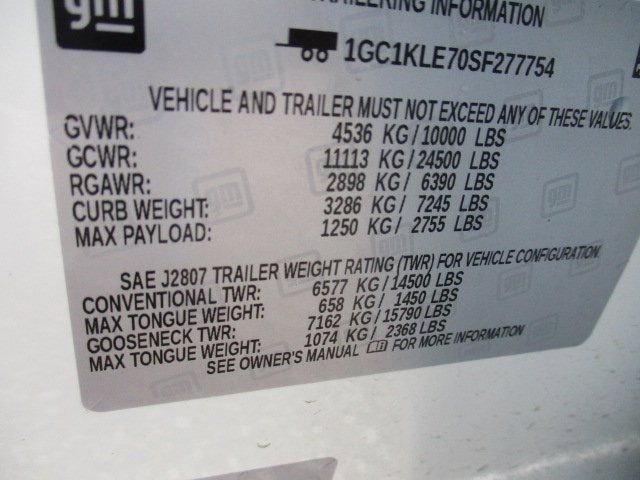 gm TRAILERING INFORMATION
1GC1KLE70SF277754
VEHICLE AND TRAILER MUST NOT EXCEED ANY OF THESE VALUES.
GVWR: 4536 KG/ 10000 LBS
GCWR: 11113 KG/ 24500 LBS
RGAWR: 2898 KG/ 6390 LBS
CURB WEIGHT: 3286 KG/ 7245 LBS
MAX PAYLOAD: 1250 KG/ 2755 LBS
SAE J2807 TRAILER WEIGHT RATING (TWR) FOR VEHICLE CONFIGURATION.
CONVENTIONAL TWR: 6577 KG/ 14500 LBS
MAX TONGUE WEIGHT: 658 KG/ 1450 LBS
GOOSENECK TWR: 7162 KG/ 15790 LBS
MAX TONGUE WEIGHT: 1074 KG/ 2368 LBS
SEE OWNER'S MANUAL FOR MORE INFORMATION